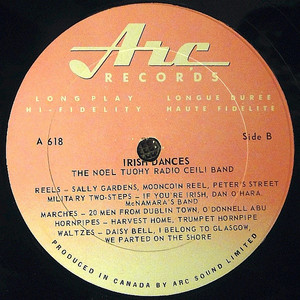 Arc
RECORDS
LONG PLAY LONGUE DUREE
HI-FIDELITY HAUTE FIDELITE
A 618 Side B
IRISH DANCES
THE NOEL TUOHY RADIO CEILI BAND
REELS – SALLY GARDENS, MOONCOIN REEL, PETER'S STREET
MILITARY TWO-STEPS – IF YOU'RE IRISH, DAN O'HARA,
McNAMARA'S BAND
MARCHES – 20 MEN FROM DUBLIN TOWN, O'DONNELL ABU
HORNPIPES – HARVEST HOME, TRUMPET HORNPIPE
WALTZES – DAISY BELL, I BELONG TO GLASGOW,
WE PARTED ON THE SHORE
PRODUCED IN CANADA BY ARC SOUND LIMITED